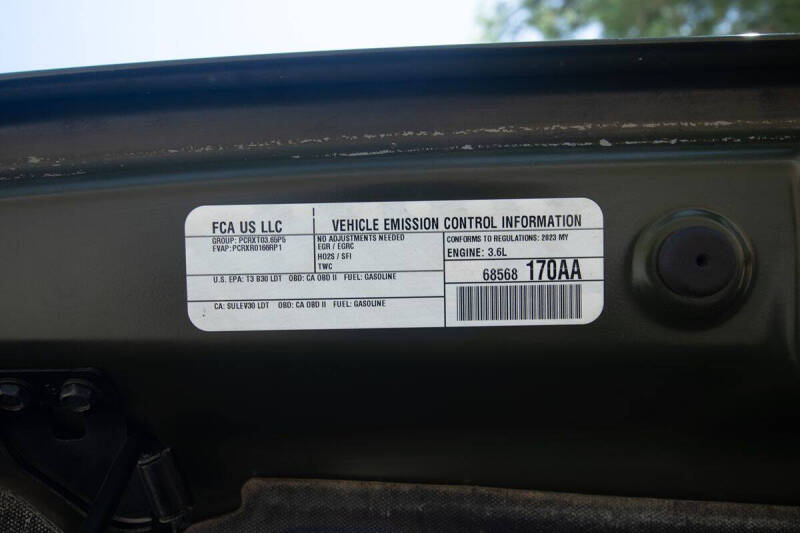 FCA US LLC
GROUP: PCRXT03.65P5
EVAP: PCRXR0166RP1
VEHICLE EMISSION CONTROL INFORMATION
NO ADJUSTMENTS NEEDED
EGR / EGRC
HO2S / SFI
TWC
CONFORMS TO REGULATIONS: 2023 MY
ENGINE: 3.6L
U.S. EPA: T3 B30 LDT OBD: CA OBD II FUEL: GASOLINE
68568 170AA
CA: SULEV30 LDT OBD: CA OBD II FUEL: GASOLINE